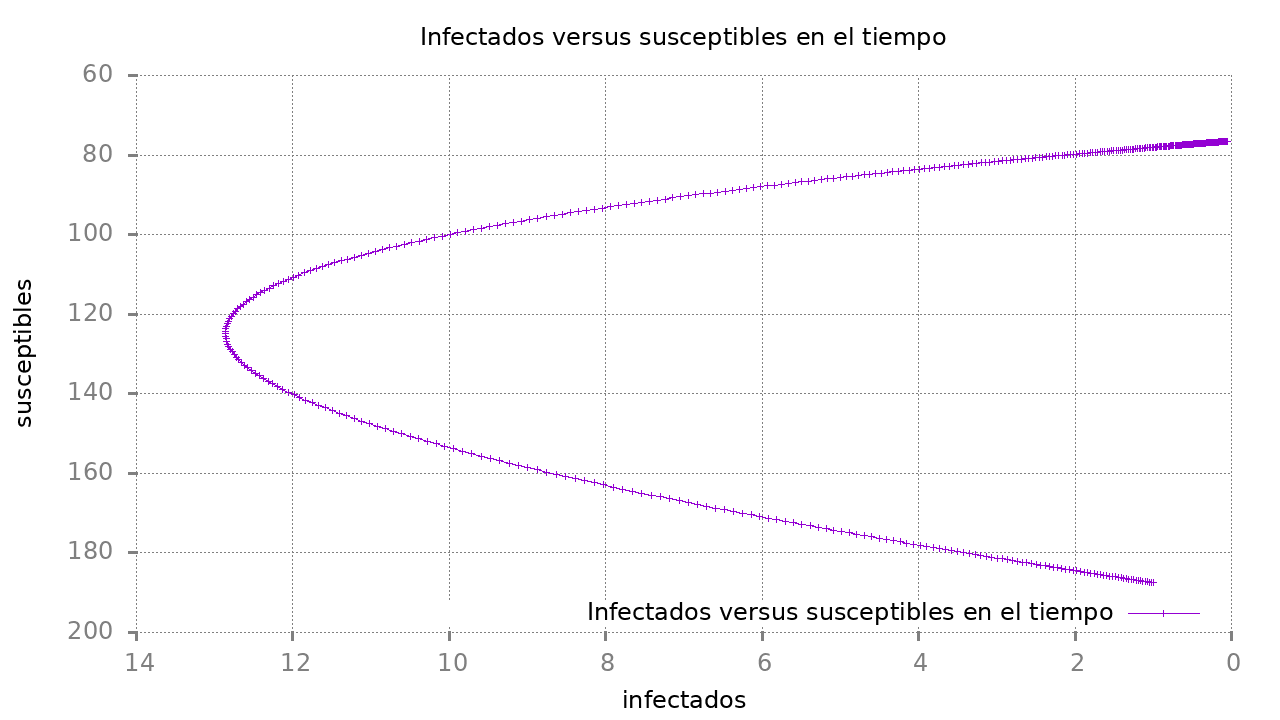 Infectados versus susceptibles en el tiempo
60
80
100
120
140
160
180
200
susceptibles
Infectados versus susceptibles en el tiempo
14 12 10 8 6 4 2 0
infectados